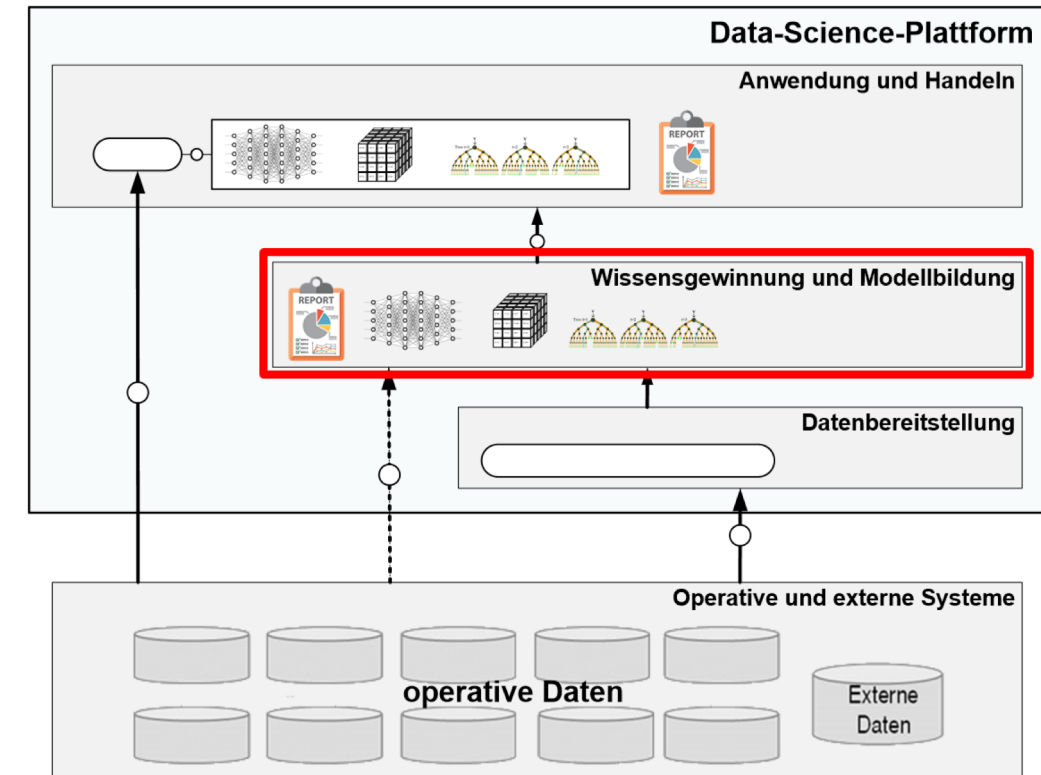 Data-Science-Plattform
Anwendung und Handeln
REPORT
Wissensgewinnung und Modellbildung
REPORT
Datenbereitstellung
Operative und externe Systeme
operative Daten
Externe
Daten